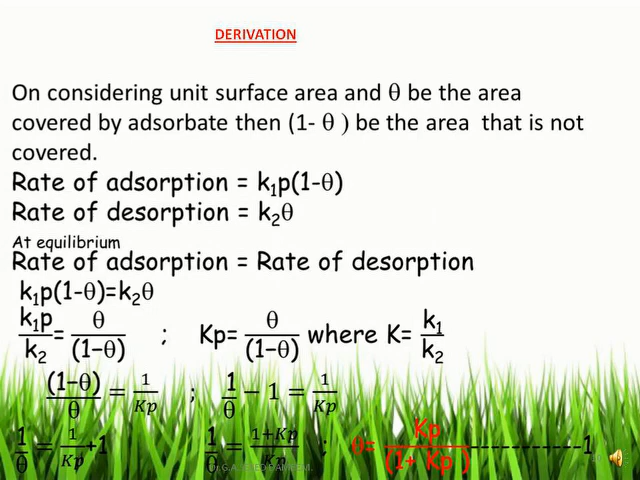 DERIVATION
On considering unit surface area and θ be the area
covered by adsorbate then (1- θ ) be the area that is not
covered.
Rate of adsorption = k₁p(1-θ)
Rate of desorption = k₂θ
At equilibrium
Rate of adsorption = Rate of desorption
k₁p(1-θ)=k₂θ
k₁p/k₂ = θ/(1−θ) ; Kp= θ/(1−θ) where K= k₁/k₂
(1−θ)/θ = 1/Kp ; 1/θ − 1 = 1/Kp
1/θ = 1/Kp +1 1/θ = 1+Kp/Kp ; θ= Kp/(1+ Kp ) -----------1